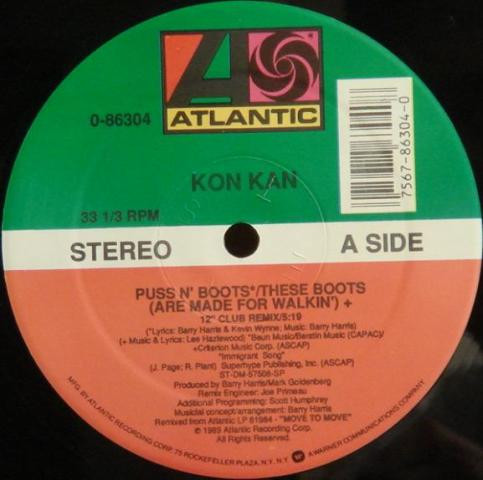 ATLANTIC
0-86304
7567-86304-0
KON KAN
33 1/3 RPM
STEREO
A SIDE
PUSS N' BOOTS*/THESE BOOTS
(ARE MADE FOR WALKIN') +
12" CLUB REMIX/5:19
(*Lyrics: Barry Harris & Kevin Wynne; Music: Barry Harris)
(+ Music & Lyrics: Lee Hazlewood) *Beun Music/Berstin Music (CAPAC)/
+Criterion Music Corp. (ASCAP)
"Immigrant Song"
(J. Page; R. Plant) Superhype Publishing, Inc. (ASCAP)
ST-DM-57508-SP
Produced by Barry Harris/Mark Goldenberg
Remix Engineer: Joe Primeau
Additional Programming: Scott Humphrey
Musical concept/arrangement: Barry Harris
Remixed from Atlantic LP 81984 - "MOVE TO MOVE"
℗ 1989 Atlantic Recording Corp.
All Rights Reserved.
MFG. BY ATLANTIC RECORDING CORP. 75 ROCKEFELLER PLAZA, N.Y. N.Y. A WARNER COMMUNICATIONS COMPANY